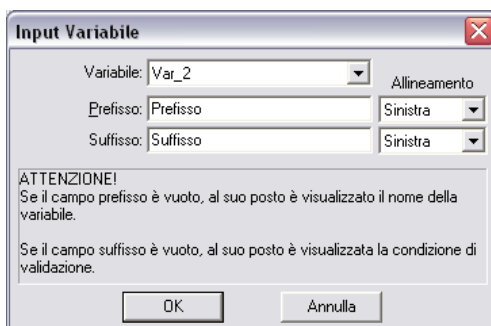 Input Variabile
Variabile: Var_2
Allineamento
Prefisso: Prefisso Sinistra
Suffisso: Suffisso Sinistra
ATTENZIONE!
Se il campo prefisso è vuoto, al suo posto è visualizzato il nome della
variabile.
Se il campo suffisso è vuoto, al suo posto è visualizzata la condizione di
validazione.
OK Annulla